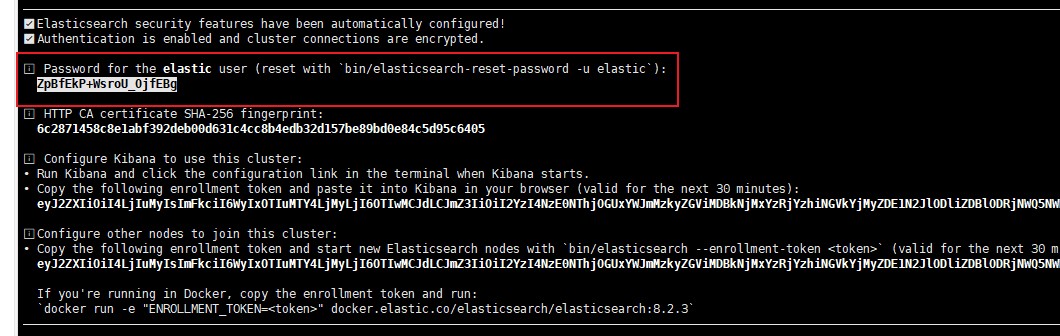 Elasticsearch security features have been automatically configured!
Authentication is enabled and cluster connections are encrypted.
Password for the elastic user (reset with `bin/elasticsearch-reset-password -u elastic`):
ZpBfEkP+WsroU_OjfEBg
HTTP CA certificate SHA-256 fingerprint:
6c2871458c8e1abf392deb00d631c4cc8b4edb32d157be89bd0e84c5d95c6405
Configure Kibana to use this cluster:
• Run Kibana and click the configuration link in the terminal when Kibana starts.
• Copy the following enrollment token and paste it into Kibana in your browser (valid for the next 30 minutes):
eyJ2ZXIiOiI4LjIuMyIsImFkciI6WyIxOTIuMTY4LjMyLjI6OTIwMCJdLCJmZ3IiOiI2YzI4NzE0NThjOGUxYWJmMzkyZGViMDBkNjMxYzRjYzhiNGVkYjMyZDE1N2JlODliZDBlODRjNWQ5NW
Configure other nodes to join this cluster:
• Copy the following enrollment token and start new Elasticsearch nodes with `bin/elasticsearch --enrollment-token <token>` (valid for the next 30 m
eyJ2ZXIiOiI4LjIuMyIsImFkciI6WyIxOTIuMTY4LjMyLjI6OTIwMCJdLCJmZ3IiOiI2YzI4NzE0NThjOGUxYWJmMzkyZGViMDBkNjMxYzRjYzhiNGVkYjMyZDE1N2JlODliZDBlODRjNWQ5NW
If you're running in Docker, copy the enrollment token and run:
`docker run -e "ENROLLMENT_TOKEN=<token>" docker.elastic.co/elasticsearch/elasticsearch:8.2.3`